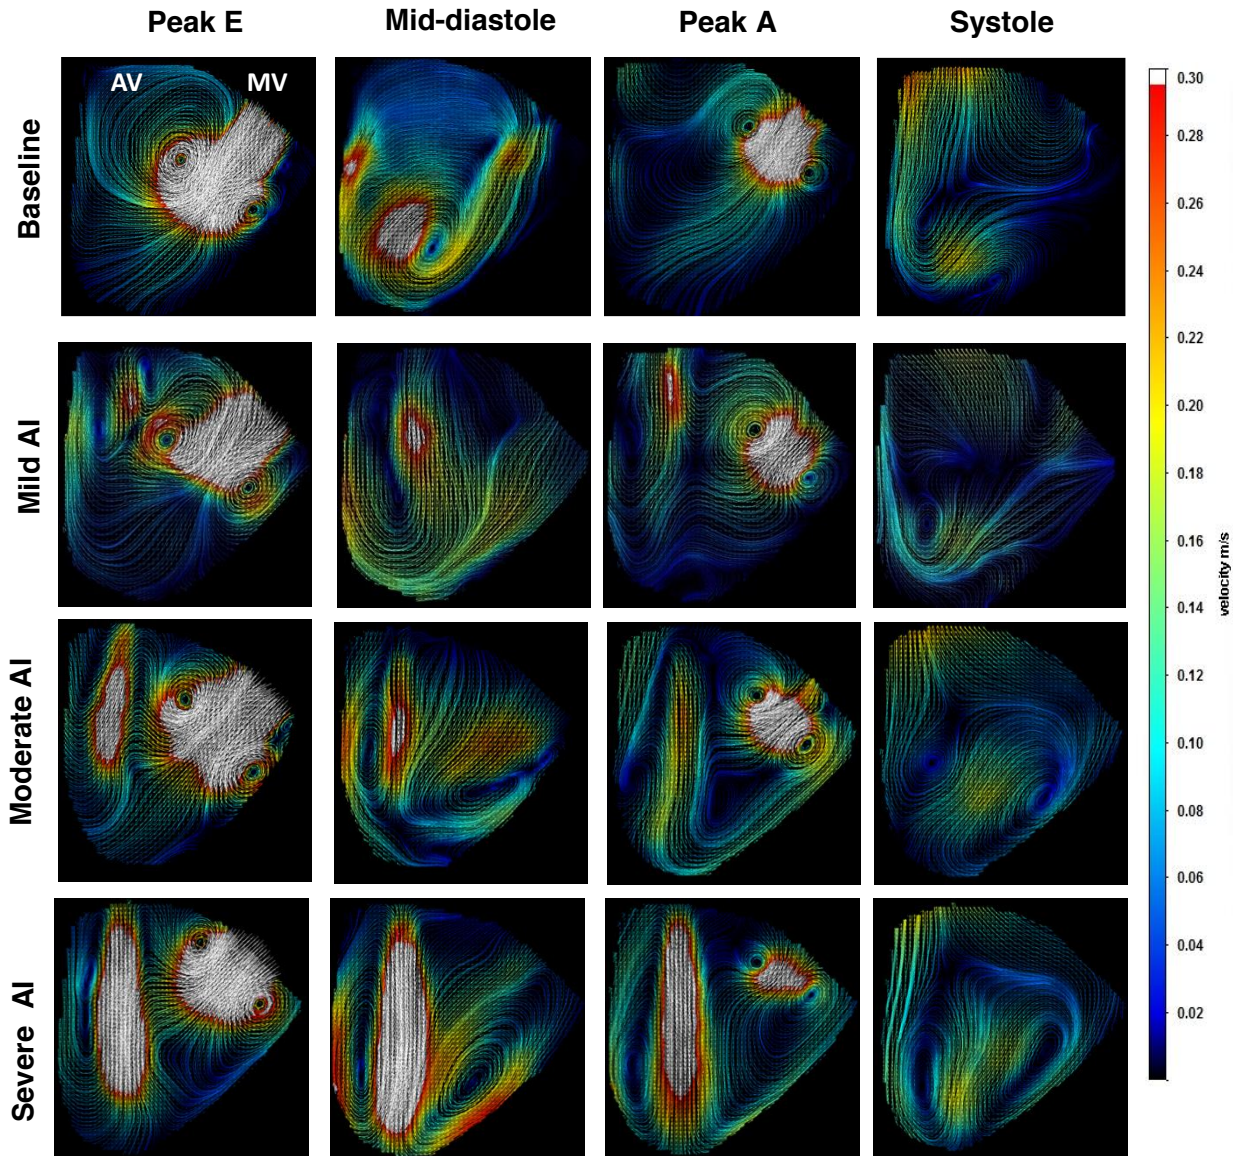 Peak E Mid-diastole Peak A Systole
AV MV
Baseline
Mild AI
Moderate AI
Severe AI
0.30
0.28
0.26
0.24
0.22
0.20
0.18
0.16
0.14
0.12
0.10
0.08
0.06
0.04
0.02
velocity m/s